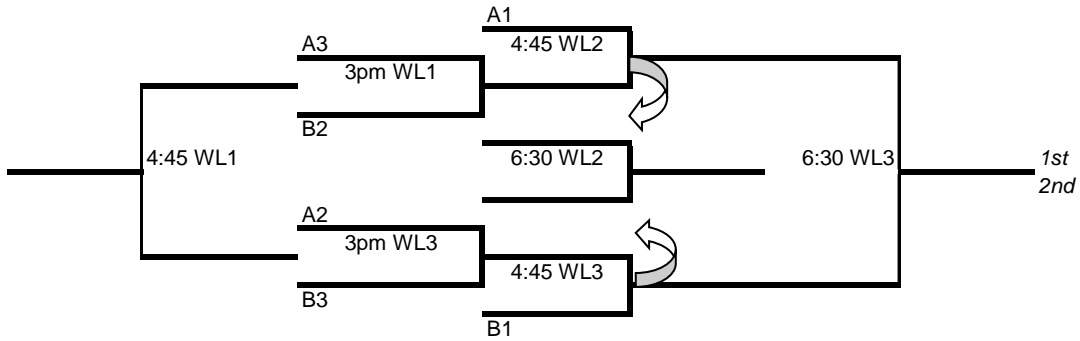 A1
4:45 WL2
A3
3pm WL1
B2
4:45 WL1
6:30 WL2
6:30 WL3
1st
2nd
A2
3pm WL3
4:45 WL3
B3
B1